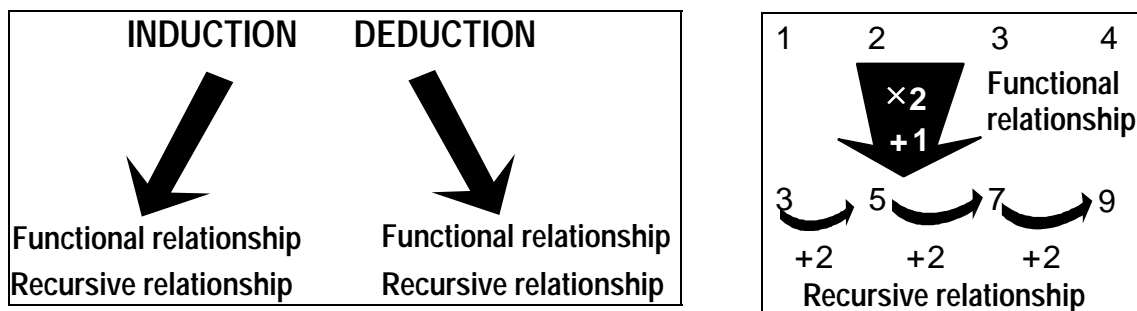 INDUCTION DEDUCTION
Functional relationship Functional relationship
Recursive relationship Recursive relationship
1 2 3 4
×2
+1
Functional
relationship
3 5 7 9
+2 +2 +2
Recursive relationship